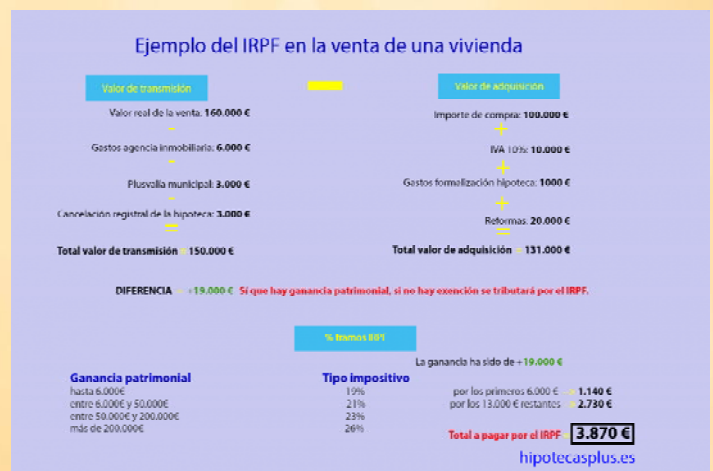 Ejemplo del IRPF en la venta de una vivienda
Valor de transmisión
-
Valor de adquisición
Valor real de la venta: 160.000 €
-
Gastos agencia inmobiliaria: 6.000 €
-
Plusvalía municipal: 3.000 €
-
Cancelación registral de la hipoteca: 3.000 €
=
Total valor de transmisión = 150.000 €
Importe de compra: 100.000 €
+
IVA 10%: 10.000 €
+
Gastos formalización hipoteca: 1000 €
+
Reformas: 20.000 €
=
Total valor de adquisición = 131.000 €
DIFERENCIA = +19.000 € Sí que hay ganancia patrimonial, si no hay exención se tributará por el IRPF.
% tramos IRPF
La ganancia ha sido de +19.000 €
Ganancia patrimonial Tipo impositivo
hasta 6.000€ 19%
entre 6.000€ y 50.000€ 21%
entre 50.000€ y 200.000€ 23%
más de 200.000€ 26%
por los primeros 6.000 € -> 1.140 €
por los 13.000 € restantes -> 2.730 €
Total a pagar por el IRPF = 3.870 €
hipotecasplus.es